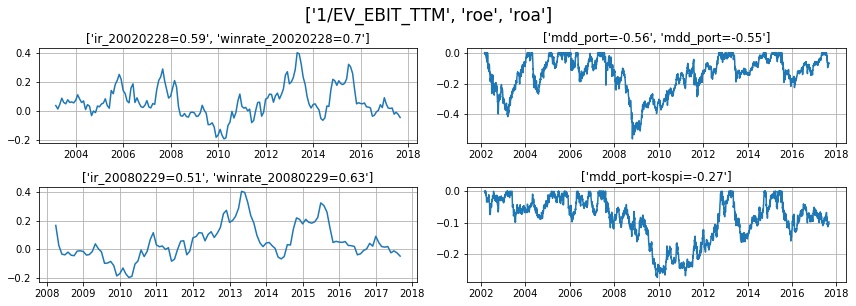 ['1/EV_EBIT_TTM', 'roe', 'roa']
['ir_20020228=0.59', 'winrate_20020228=0.7']
0.4
0.2
0.0
−0.2
2004 2006 2008 2010 2012 2014 2016 2018
['mdd_port=-0.56', 'mdd_port=-0.55']
0.0
−0.2
−0.4
2002 2004 2006 2008 2010 2012 2014 2016 2018
['ir_20080229=0.51', 'winrate_20080229=0.63']
0.4
0.2
0.0
−0.2
2008 2009 2010 2011 2012 2013 2014 2015 2016 2017 2018
['mdd_port-kospi=-0.27']
0.0
−0.1
−0.2
2002 2004 2006 2008 2010 2012 2014 2016 2018